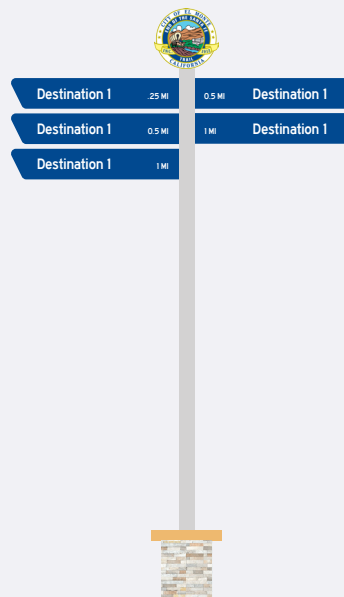 CITY OF EL MONTE
END OF THE SANTA FE
TRAIL
CALIFORNIA
Destination 1 .25 MI
0.5 MI Destination 1
Destination 1 0.5 MI
1 MI Destination 1
Destination 1 1 MI